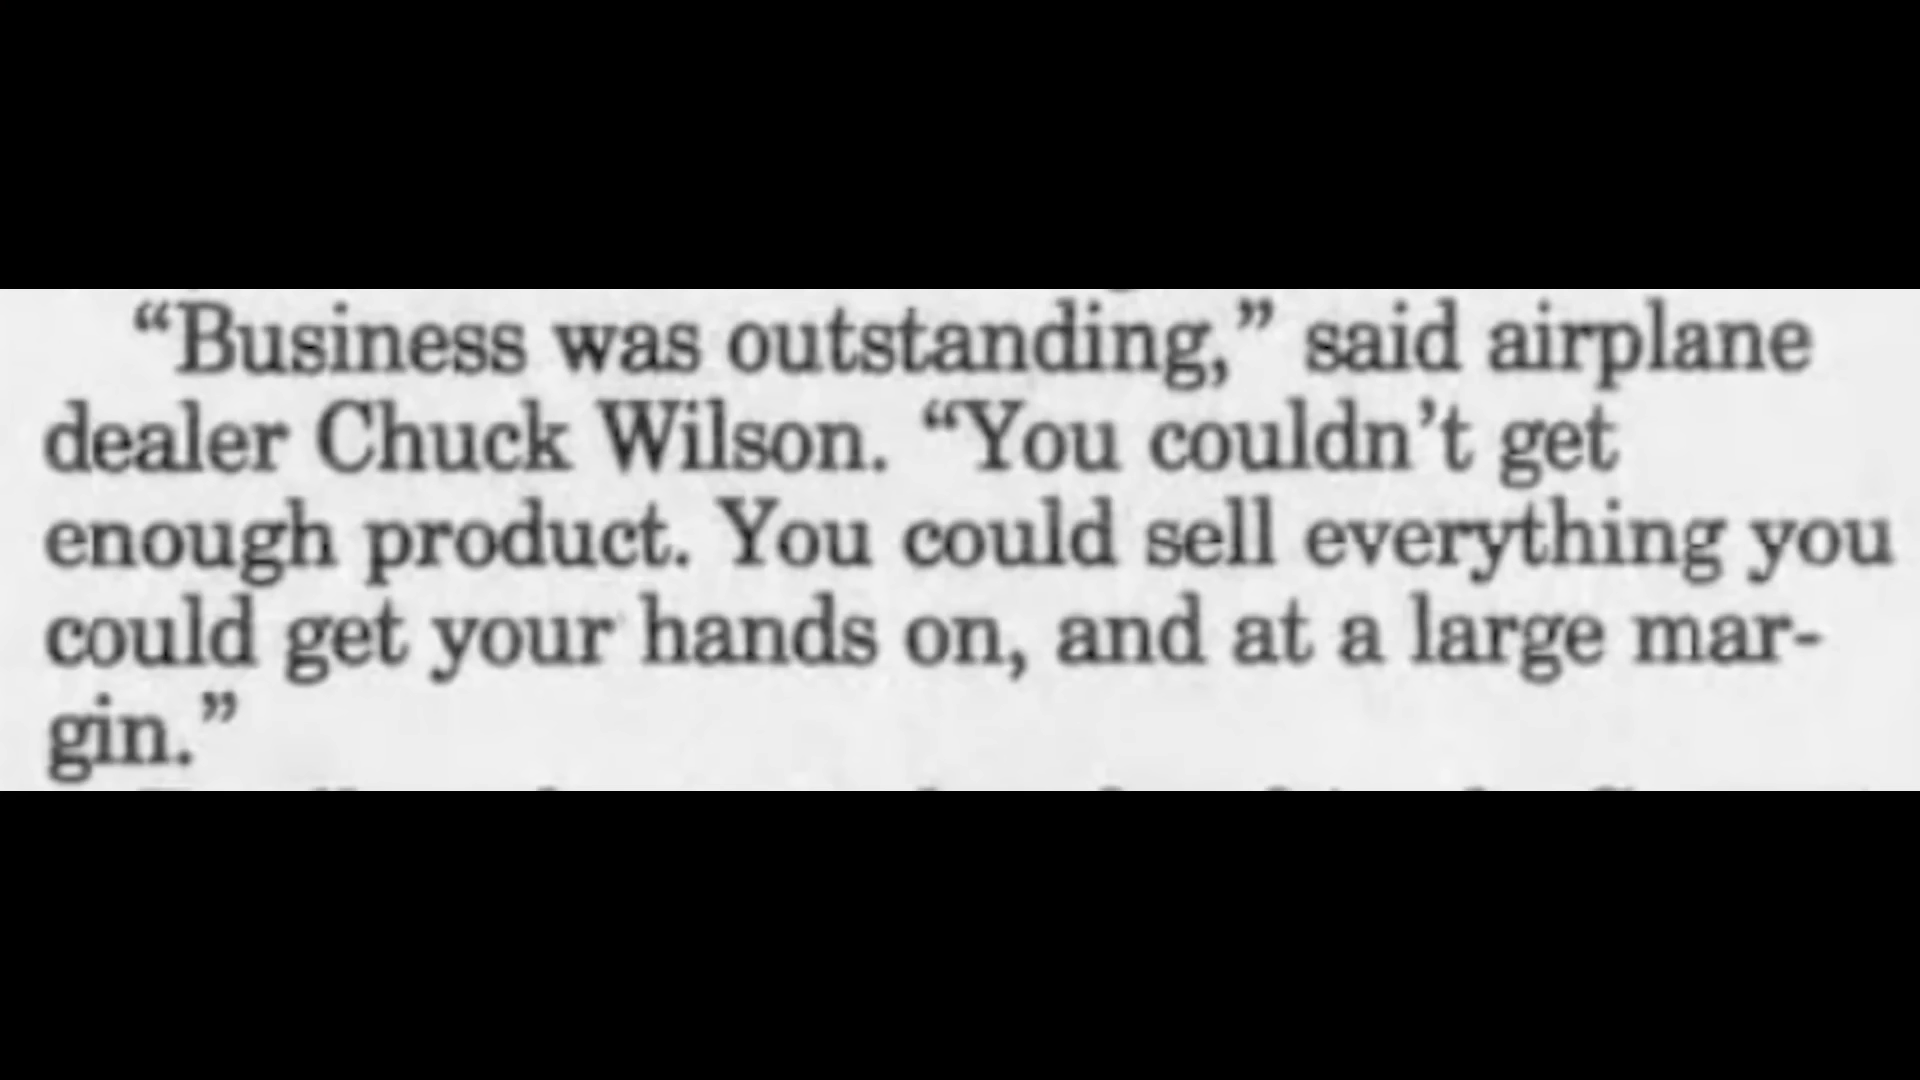 “Business was outstanding,” said airplane
dealer Chuck Wilson. “You couldn’t get
enough product. You could sell everything you
could get your hands on, and at a large mar-
gin.”